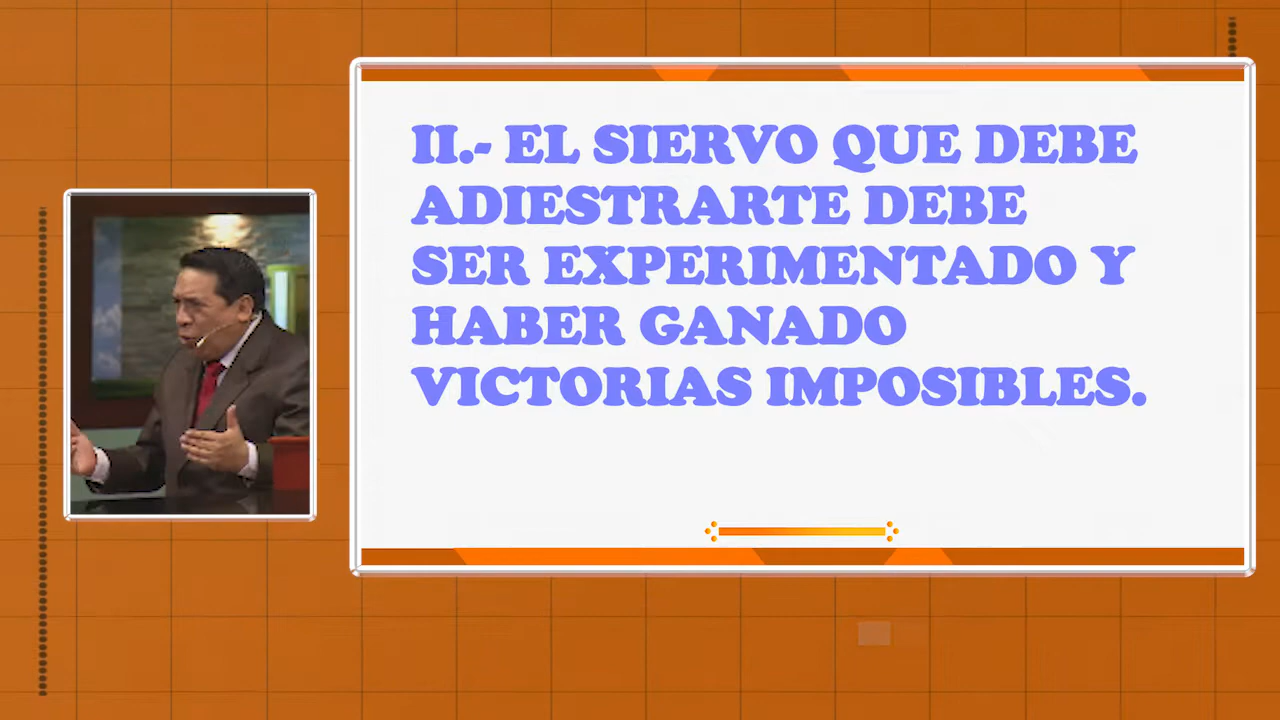 II.- EL SIERVO QUE DEBE
ADIESTRARTE DEBE
SER EXPERIMENTADO Y
HABER GANADO
VICTORIAS IMPOSIBLES.